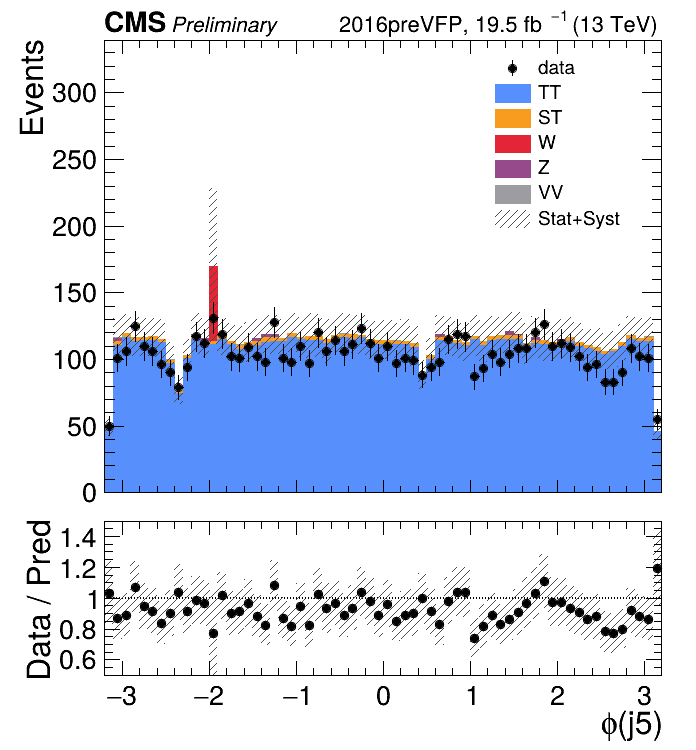 CMS Preliminary 2016preVFP, 19.5 fb⁻¹ (13 TeV)
Events
300
250
200
150
100
50
0
data
TT
ST
W
Z
VV
Stat+Syst
Data / Pred
1.4
1.2
1
0.8
0.6
−3 −2 −1 0 1 2 3
ϕ(j5)